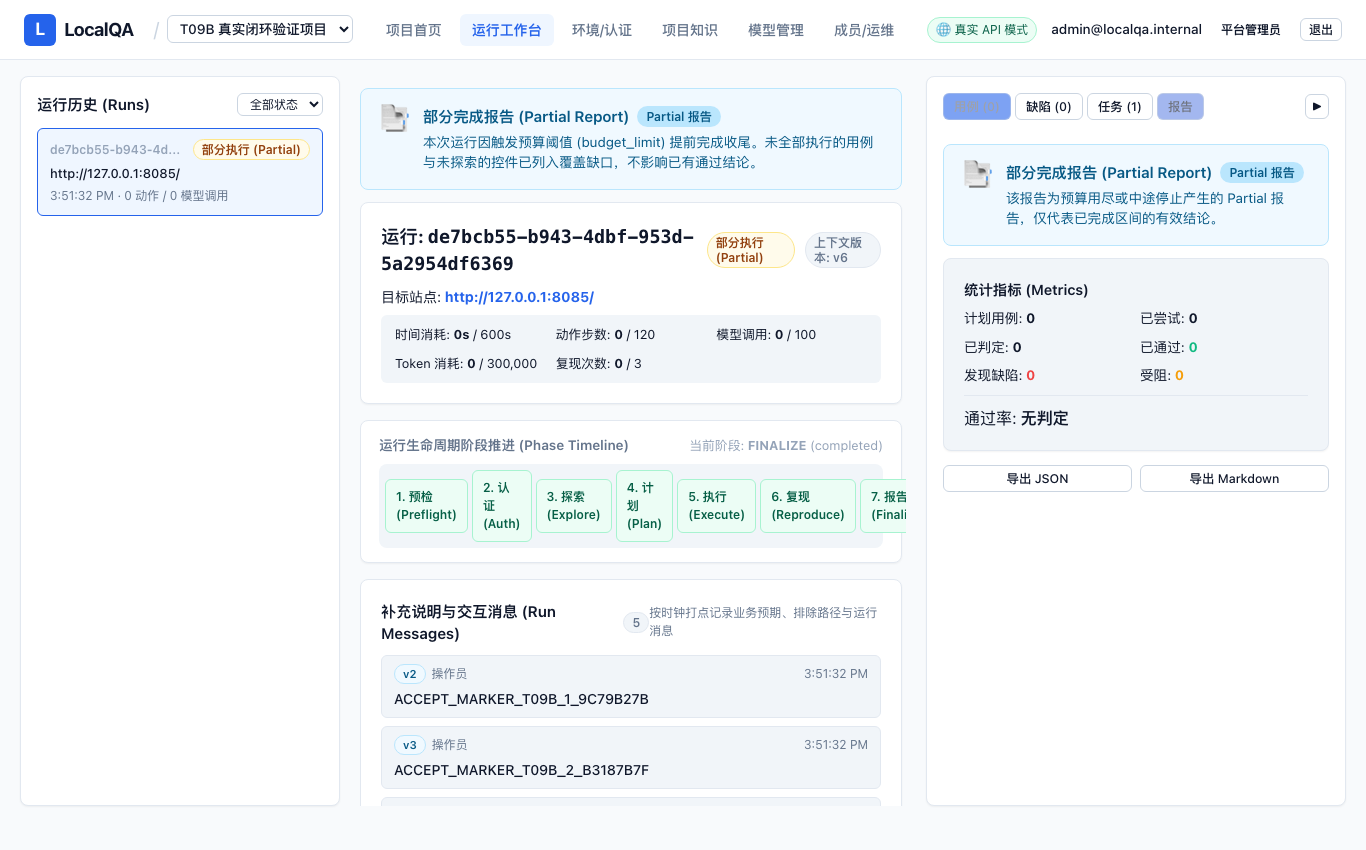 L LocalQA / T09B 真实闭环验证项目 项目首页 运行工作台 环境/认证 项目知识 模型管理 成员/运维 真实 API 模式 admin@localqa.internal 平台管理员 退出
运行历史 (Runs) 全部状态
de7bcb55-b943-4d... 部分执行 (Partial)
http://127.0.0.1:8085/
3:51:32 PM · 0 动作 / 0 模型调用
部分完成报告 (Partial Report) Partial 报告
本次运行因触发预算阈值 (budget_limit) 提前完成收尾。未全部执行的用例
与未探索的控件已列入覆盖缺口，不影响已有通过结论。
运行: de7bcb55-b943-4dbf-953d-
5a2954df6369
部分执行
(Partial)
上下文版
本: v6
目标站点: http://127.0.0.1:8085/
时间消耗: 0s / 600s 动作步数: 0 / 120 模型调用: 0 / 100
Token 消耗: 0 / 300,000 复现次数: 0 / 3
运行生命周期阶段推进 (Phase Timeline) 当前阶段: FINALIZE (completed)
1. 预检
(Preflight)
2. 认
证
(Auth)
3. 探索
(Explore)
4. 计
划
(Plan)
5. 执行
(Execute)
6. 复现
(Reproduce)
7. 报告
(Finali
补充说明与交互消息 (Run
Messages)
5
按时钟打点记录业务预期、排除路径与运行
消息
v2 操作员 3:51:32 PM
ACCEPT_MARKER_T09B_1_9C79B27B
v3 操作员 3:51:32 PM
ACCEPT_MARKER_T09B_2_B3187B7F
缺陷 (0) 任务 (1) 报告
部分完成报告 (Partial Report) Partial 报告
该报告为预算用尽或中途停止产生的 Partial 报
告，仅代表已完成区间的有效结论。
统计指标 (Metrics)
计划用例: 0 已尝试: 0
已判定: 0 已通过: 0
发现缺陷: 0 受阻: 0
通过率: 无判定
导出 JSON 导出 Markdown